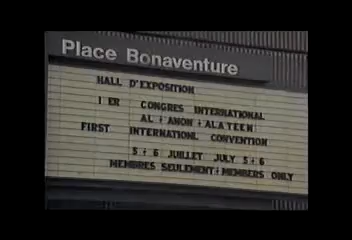 Place Bonaventure
HALL D'EXPOSITION
1 ER CONGRES INTERNATIONAL
AL + ANON + ALATEEN
FIRST INTERNATIONL CONVENTION
5 + 6 JUILLET JULY 5 + 6
MEMBRES SEULEMENT + MEMBERS ONLY